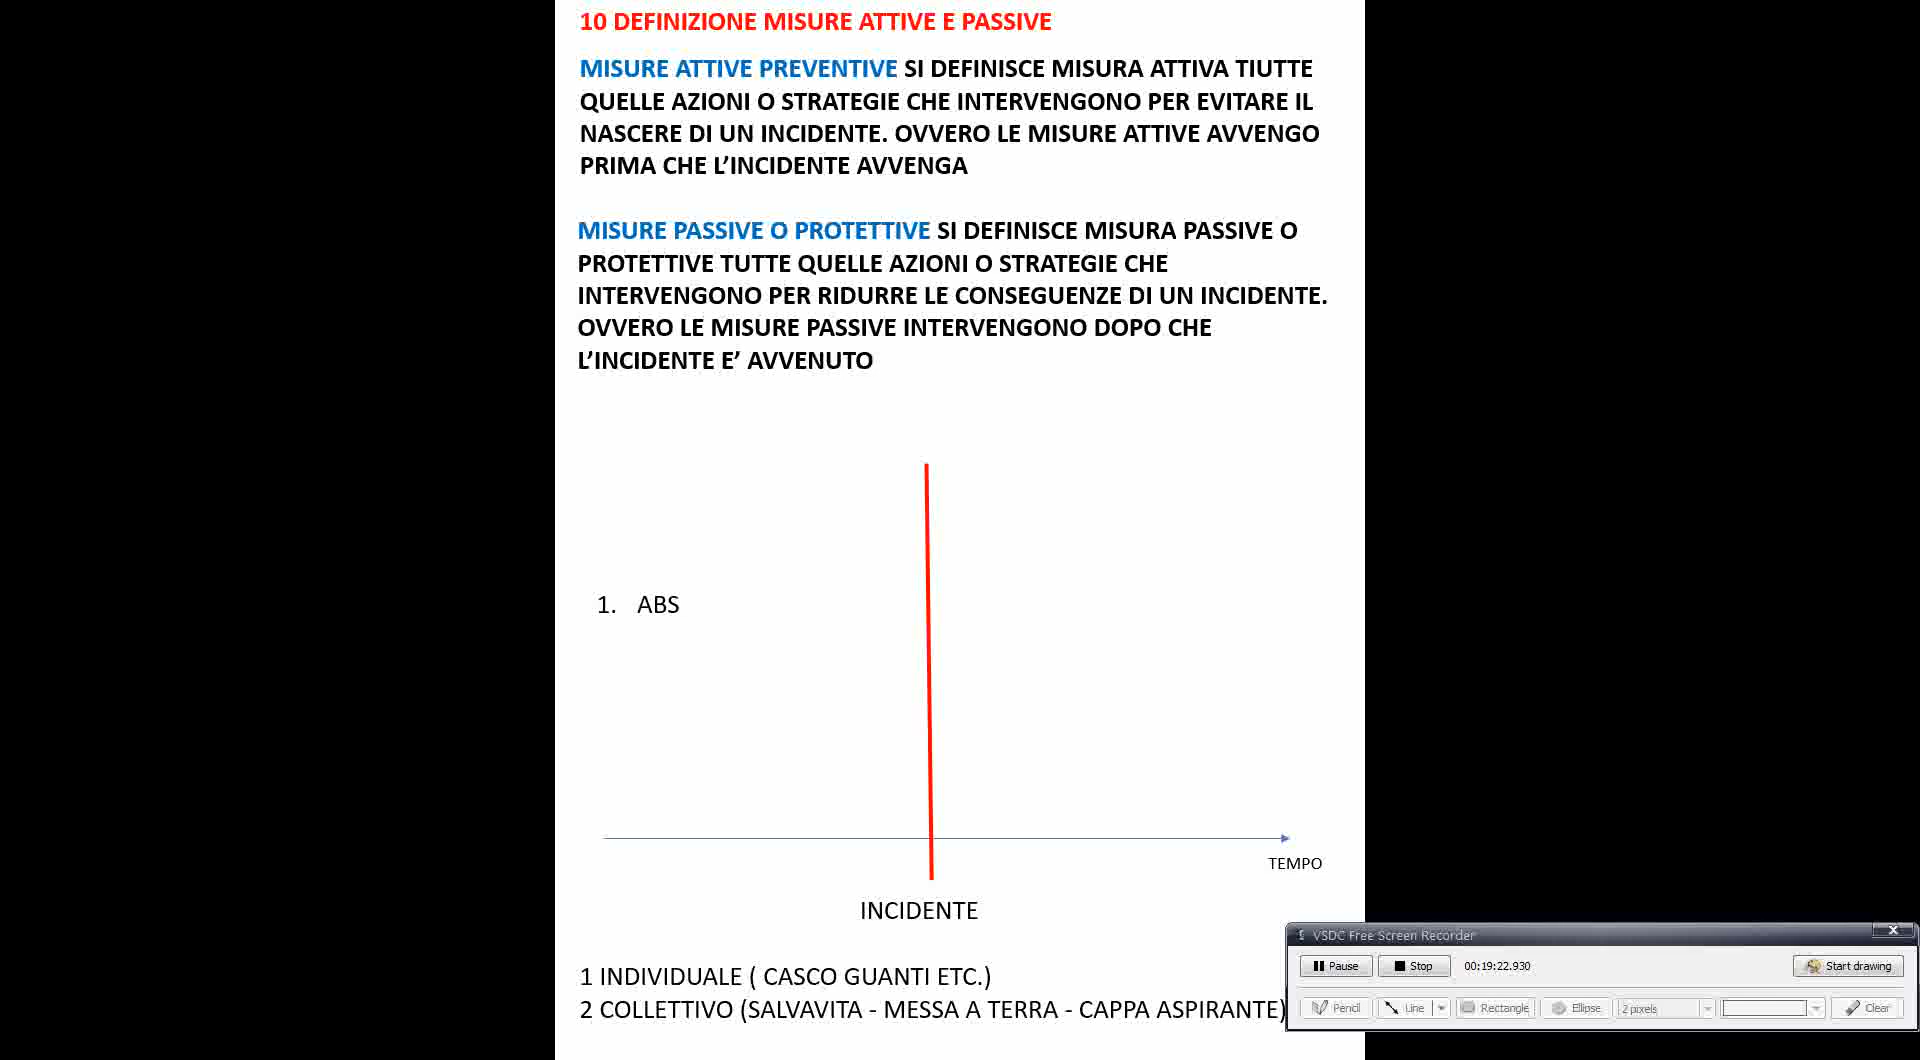 10 DEFINIZIONE MISURE ATTIVE E PASSIVE
MISURE ATTIVE PREVENTIVE SI DEFINISCE MISURA ATTIVA TIUTTE
QUELLE AZIONI O STRATEGIE CHE INTERVENGONO PER EVITARE IL
NASCERE DI UN INCIDENTE. OVVERO LE MISURE ATTIVE AVVENGO
PRIMA CHE L’INCIDENTE AVVENGA
MISURE PASSIVE O PROTETTIVE SI DEFINISCE MISURA PASSIVE O
PROTETTIVE TUTTE QUELLE AZIONI O STRATEGIE CHE
INTERVENGONO PER RIDURRE LE CONSEGUENZE DI UN INCIDENTE.
OVVERO LE MISURE PASSIVE INTERVENGONO DOPO CHE
L’INCIDENTE E’ AVVENUTO
1. ABS
TEMPO
INCIDENTE
1 INDIVIDUALE ( CASCO GUANTI ETC.)
2 COLLETTIVO (SALVAVITA - MESSA A TERRA - CAPPA ASPIRANTE)
VSDC Free Screen Recorder
Pause Stop 00:19:22.930 Start drawing
Pencil Line Rectangle Ellipse 2 pixels Clear